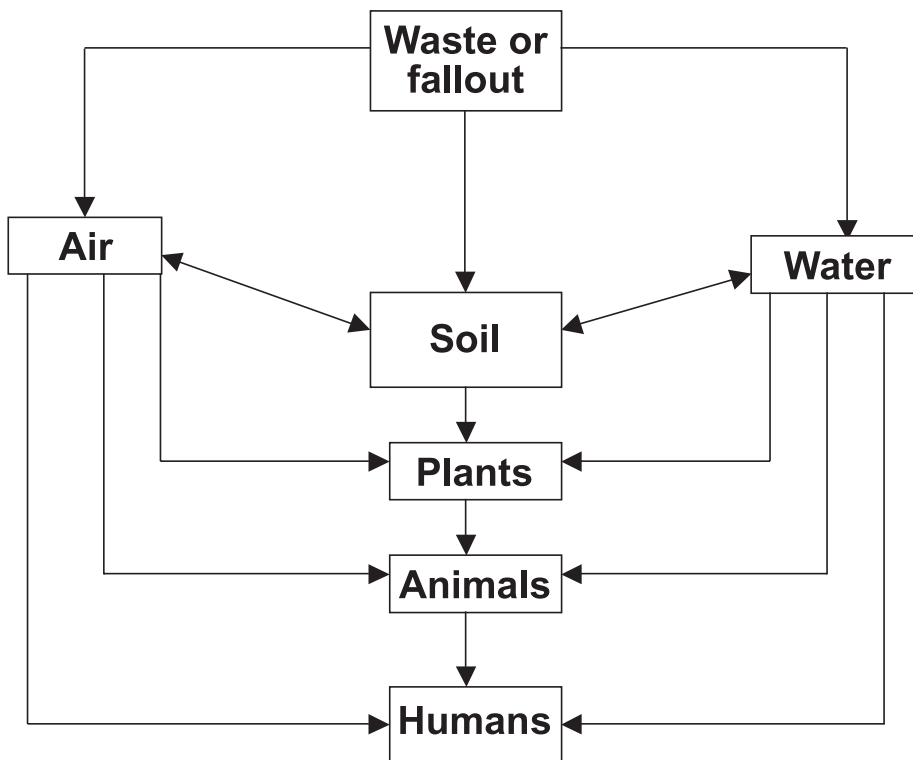 Waste or
fallout
Air
Water
Soil
Plants
Animals
Humans